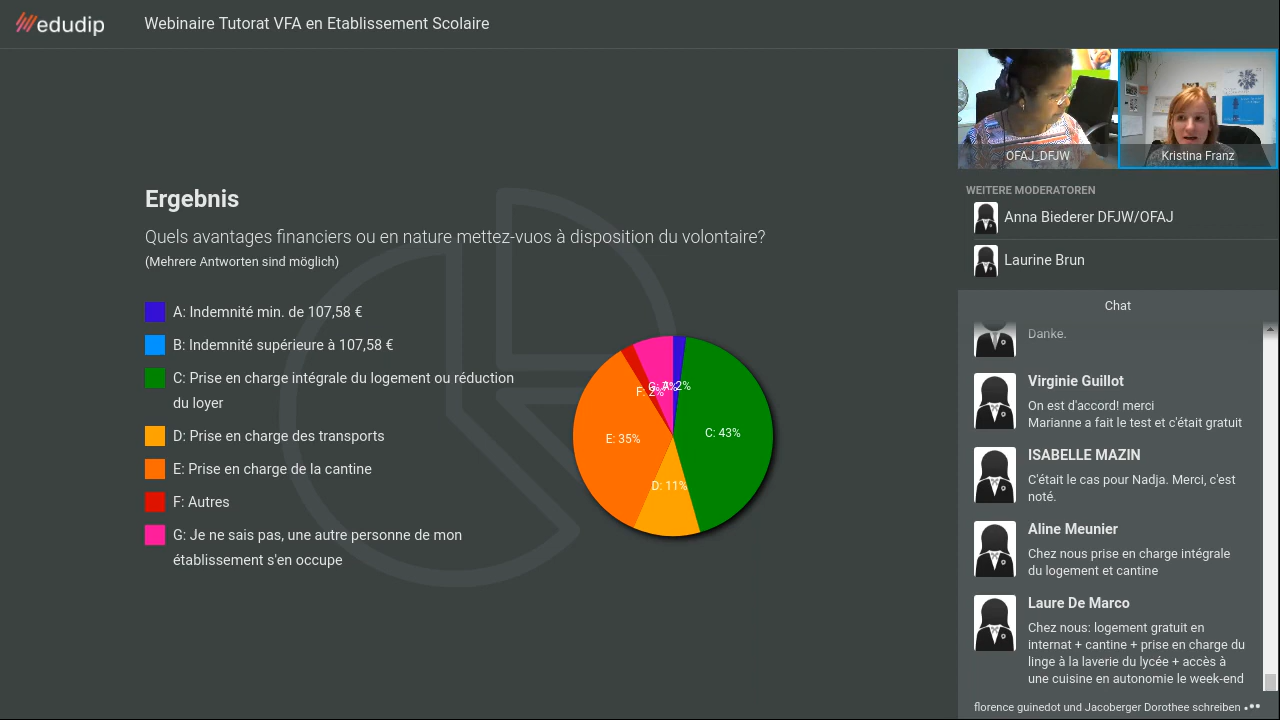 edudip
Webinaire Tutorat VFA en Etablissement Scolaire
OFAJ_DFJW
Kristina Franz
WEITERE MODERATOREN
Anna Biederer DFJW/OFAJ
Laurine Brun
Ergebnis
Quels avantages financiers ou en nature mettez-vuos à disposition du volontaire?
(Mehrere Antworten sind möglich)
A: Indemnité min. de 107,58 €
B: Indemnité supérieure à 107,58 €
C: Prise en charge intégrale du logement ou réduction
du loyer
D: Prise en charge des transports
E: Prise en charge de la cantine
F: Autres
G: Je ne sais pas, une autre personne de mon
établissement s'en occupe
G: 7%
A: 2%
F: 2%
C: 43%
E: 35%
D: 11%
Chat
Danke.
Virginie Guillot
On est d'accord! merci
Marianne a fait le test et c'était gratuit
ISABELLE MAZIN
C'était le cas pour Nadja. Merci, c'est
noté.
Aline Meunier
Chez nous prise en charge intégrale
du logement et cantine
Laure De Marco
Chez nous: logement gratuit en
internat + cantine + prise en charge du
linge à la laverie du lycée + accès à
une cuisine en autonomie le week-end
florence guinedot und Jacoberger Dorothee schreiben